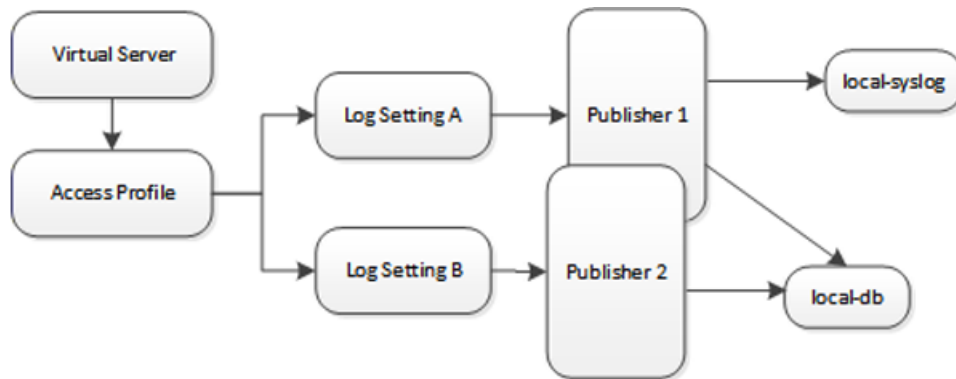 Virtual Server
Access Profile
Log Setting A
Log Setting B
Publisher 1
Publisher 2
local-syslog
local-db